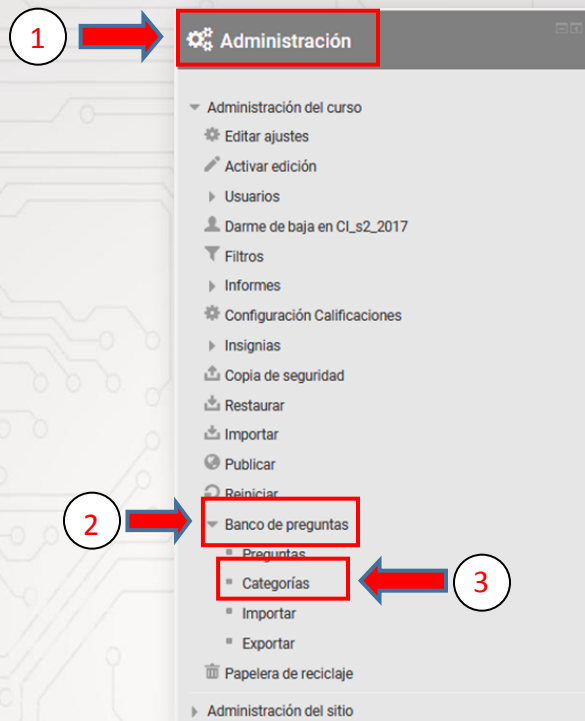 1
Administración
Administración del curso
Editar ajustes
Activar edición
Usuarios
Darme de baja en CI_s2_2017
Filtros
Informes
Configuración Calificaciones
Insignias
Copia de seguridad
Restaurar
Importar
Publicar
Reiniciar
2
Banco de preguntas
Preguntas
Categorías
3
Importar
Exportar
Papelera de reciclaje
Administración del sitio